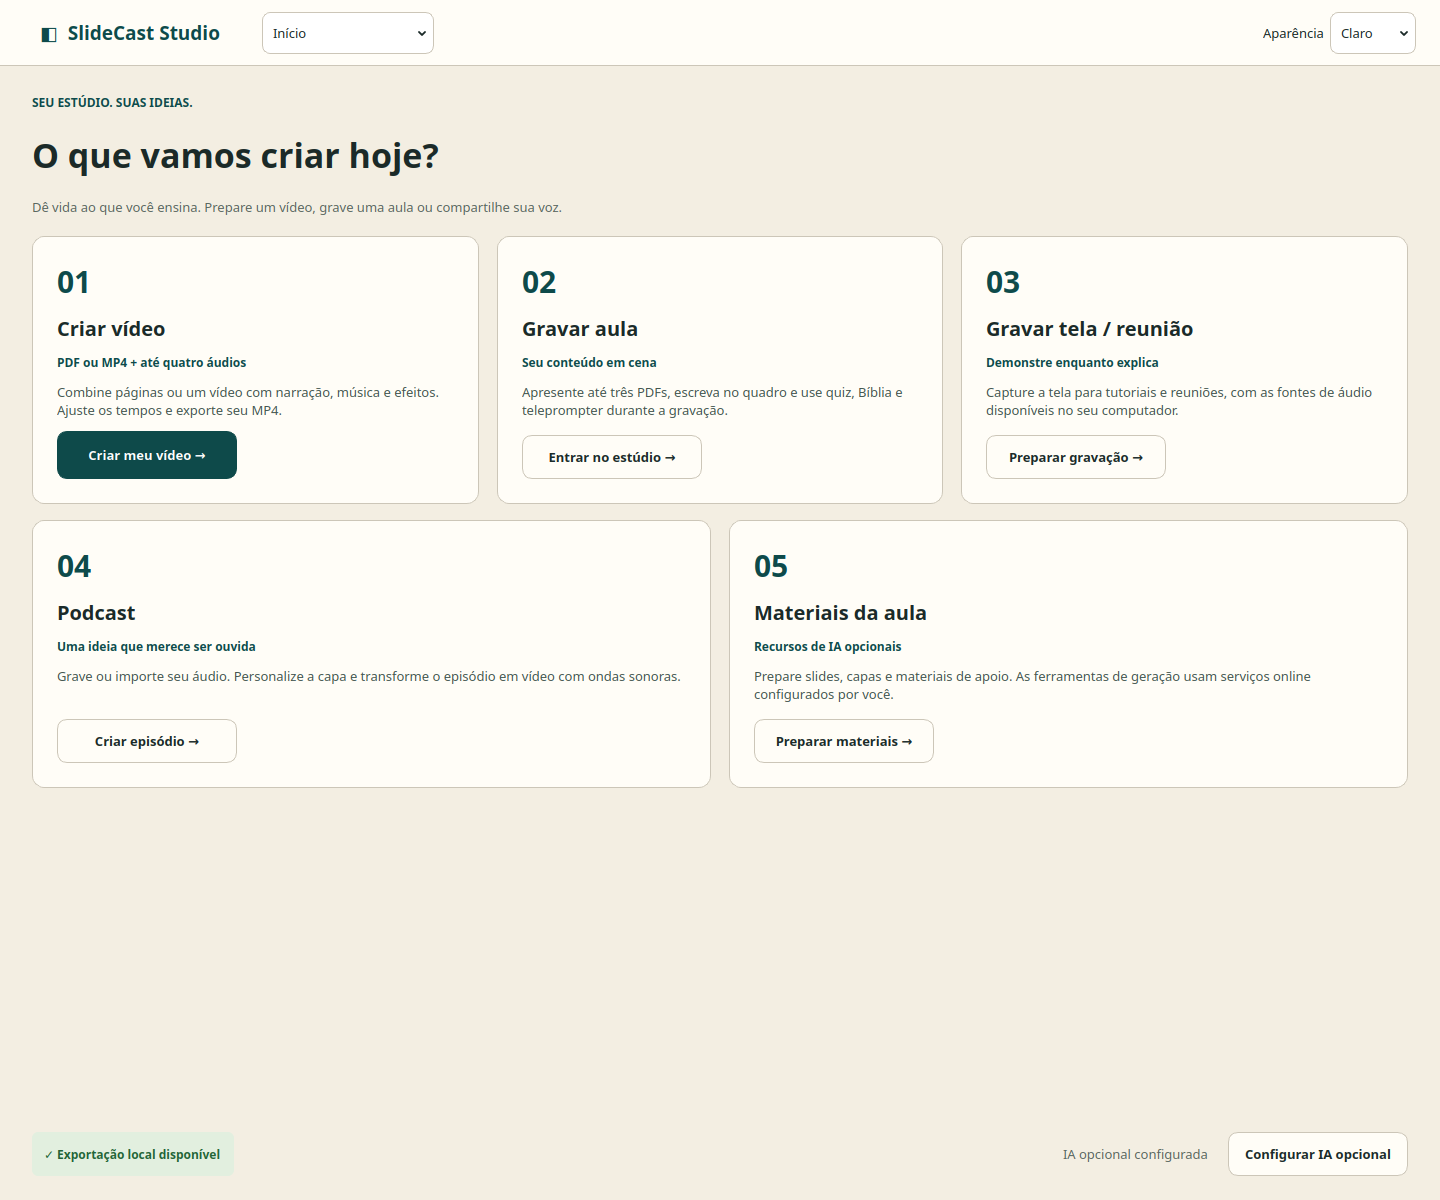 SlideCast Studio
Início
Aparência
Claro
SEU ESTÚDIO. SUAS IDEIAS.
O que vamos criar hoje?
Dê vida ao que você ensina. Prepare um vídeo, grave uma aula ou compartilhe sua voz.
01
Criar vídeo
PDF ou MP4 + até quatro áudios
Combine páginas ou um vídeo com narração, música e efeitos.
Ajuste os tempos e exporte seu MP4.
Criar meu vídeo →
02
Gravar aula
Seu conteúdo em cena
Apresente até três PDFs, escreva no quadro e use quiz, Bíblia e
teleprompter durante a gravação.
Entrar no estúdio →
03
Gravar tela / reunião
Demonstre enquanto explica
Capture a tela para tutoriais e reuniões, com as fontes de áudio
disponíveis no seu computador.
Preparar gravação →
04
Podcast
Uma ideia que merece ser ouvida
Grave ou importe seu áudio. Personalize a capa e transforme o episódio em vídeo com ondas sonoras.
Criar episódio →
05
Materiais da aula
Recursos de IA opcionais
Prepare slides, capas e materiais de apoio. As ferramentas de geração usam serviços online
configurados por você.
Preparar materiais →
✓ Exportação local disponível
IA opcional configurada
Configurar IA opcional